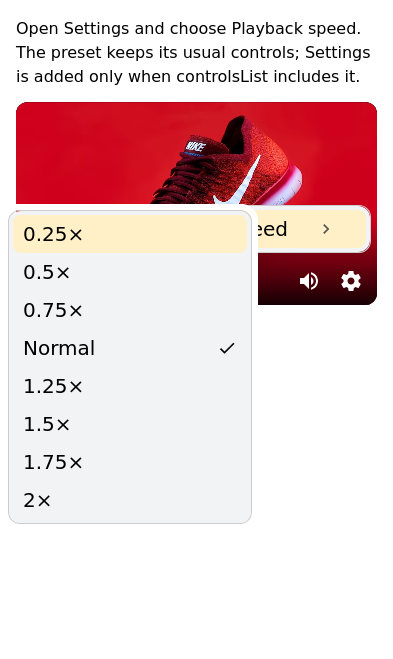 Open Settings and choose Playback speed.
The preset keeps its usual controls; Settings
is added only when controlsList includes it.
NIKE
eed
0.25×
0.5×
0.75×
Normal
1.25×
1.5×
1.75×
2×